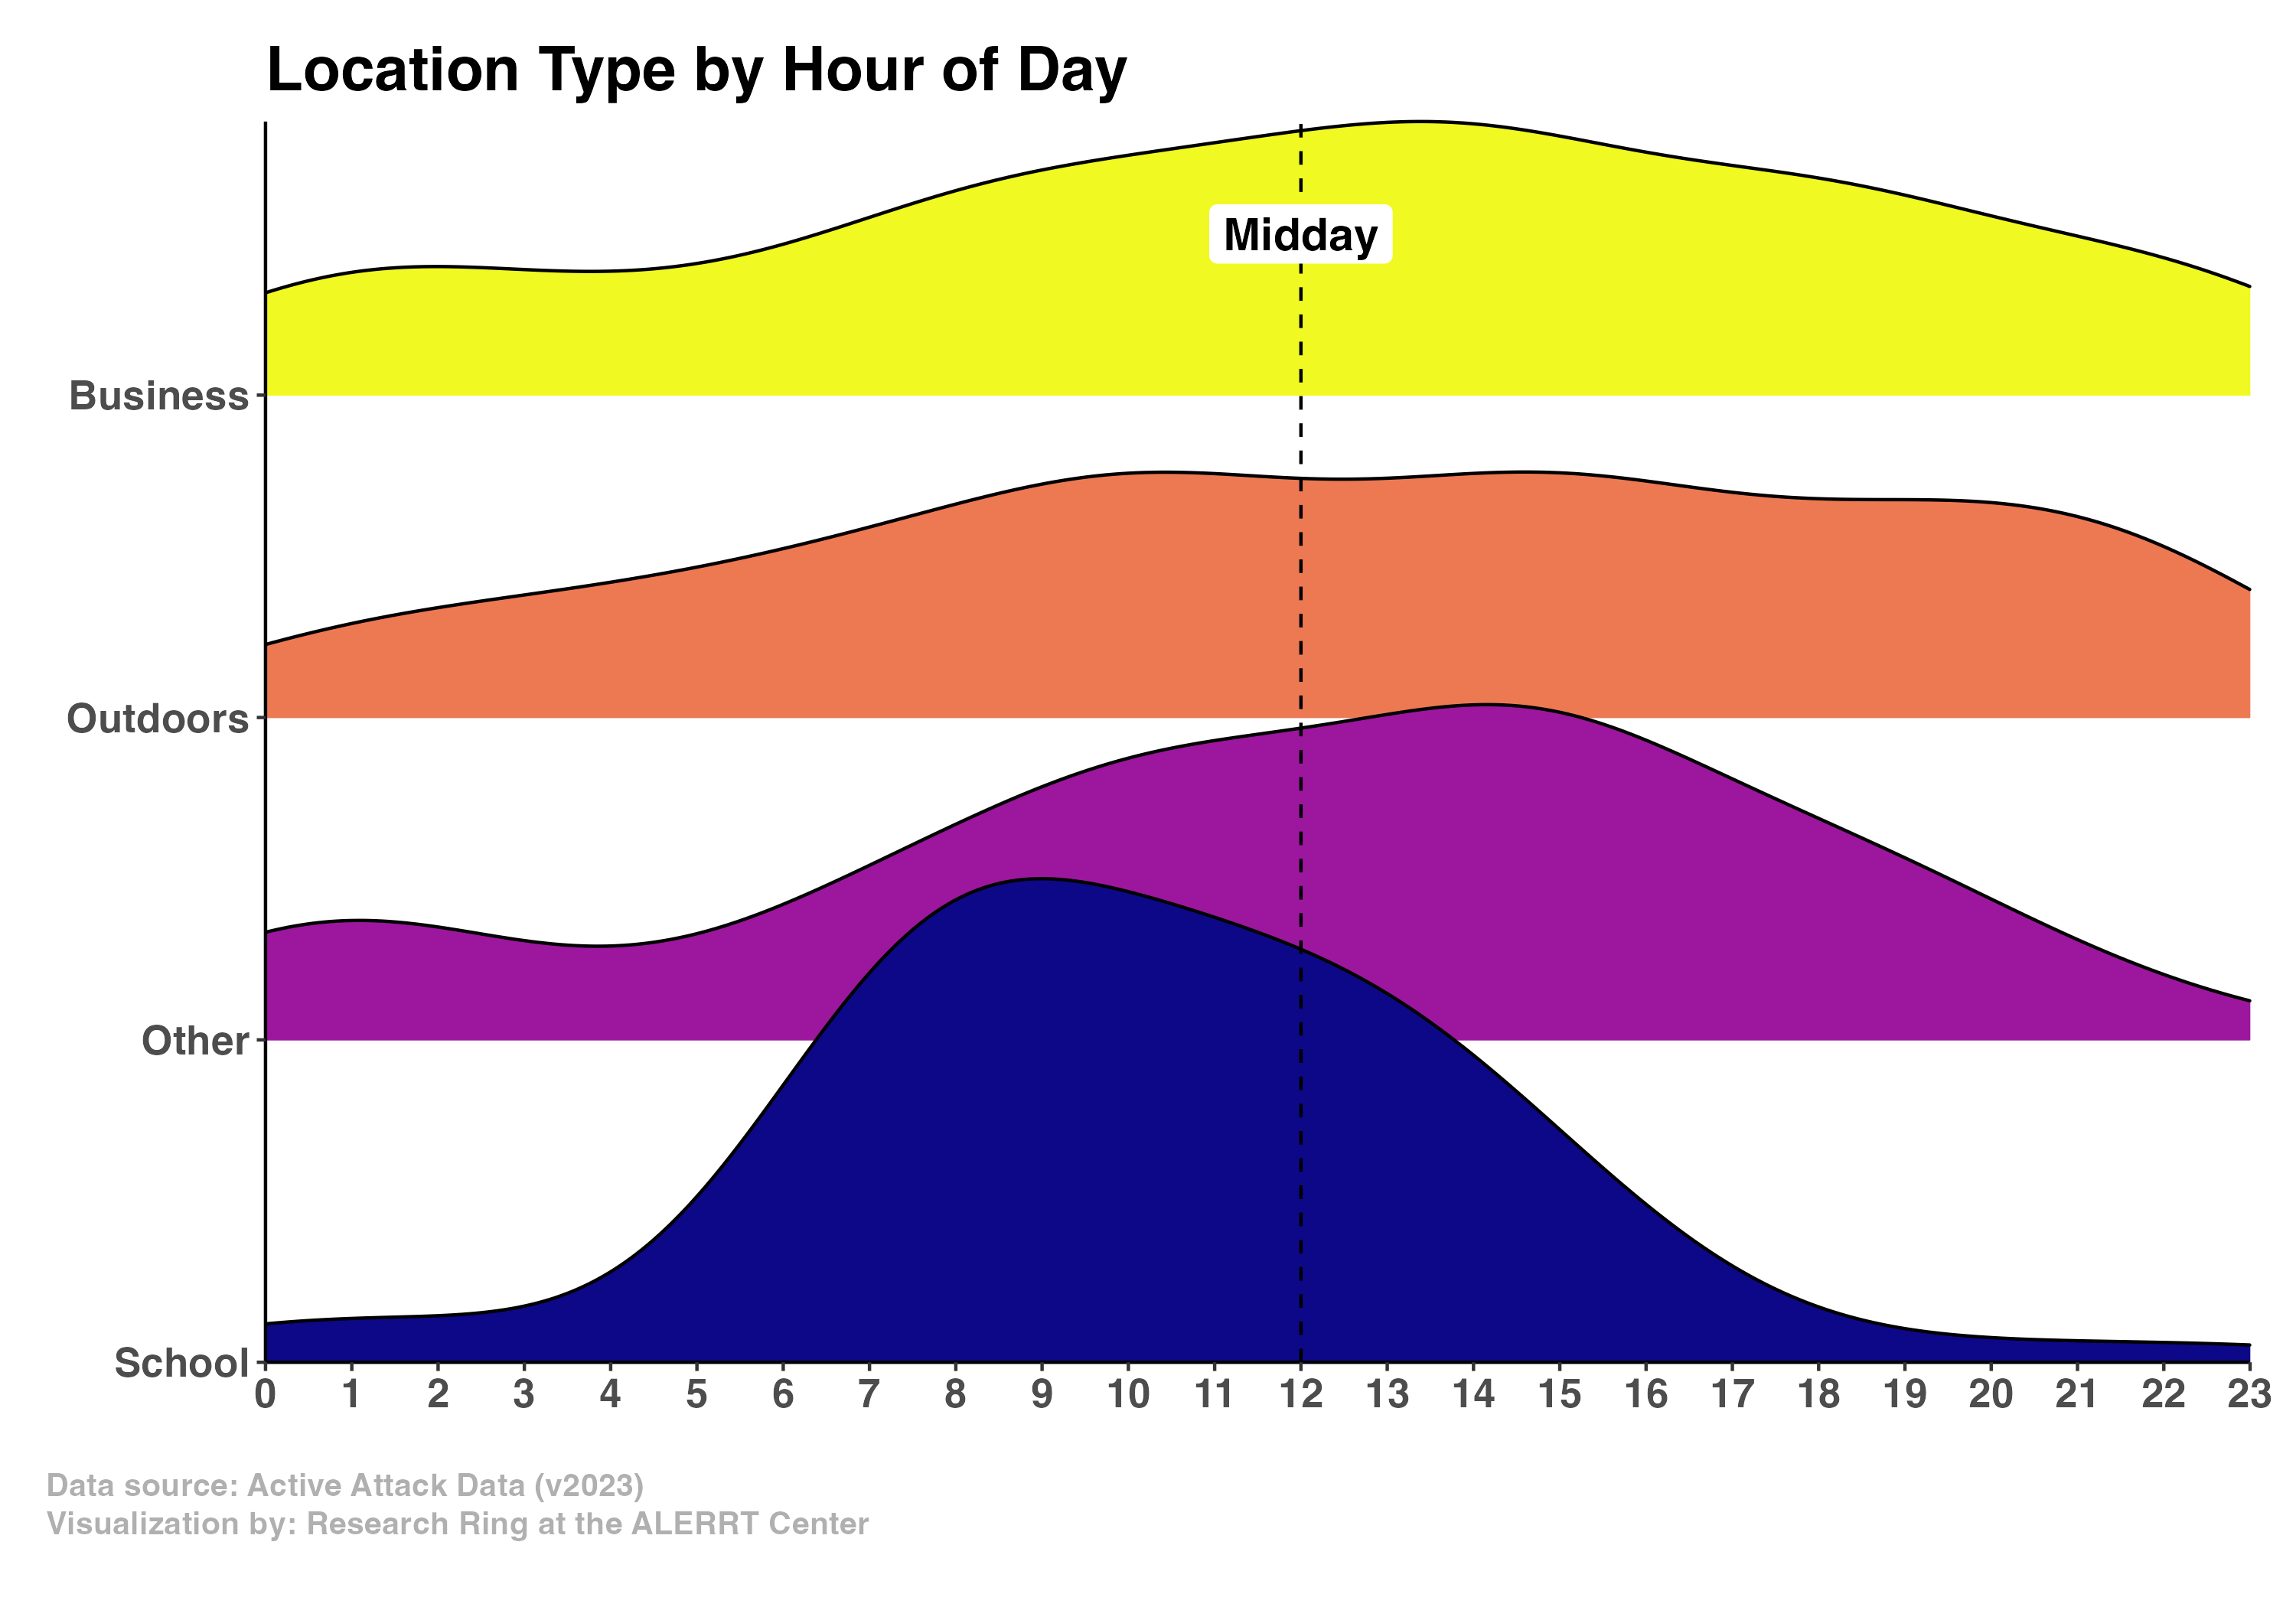 Location Type by Hour of Day
Midday
Business
Outdoors
Other
School
0 1 2 3 4 5 6 7 8 9 10 11 12 13 14 15 16 17 18 19 20 21 22 23
Data source: Active Attack Data (v2023)
Visualization by: Research Ring at the ALERRT Center